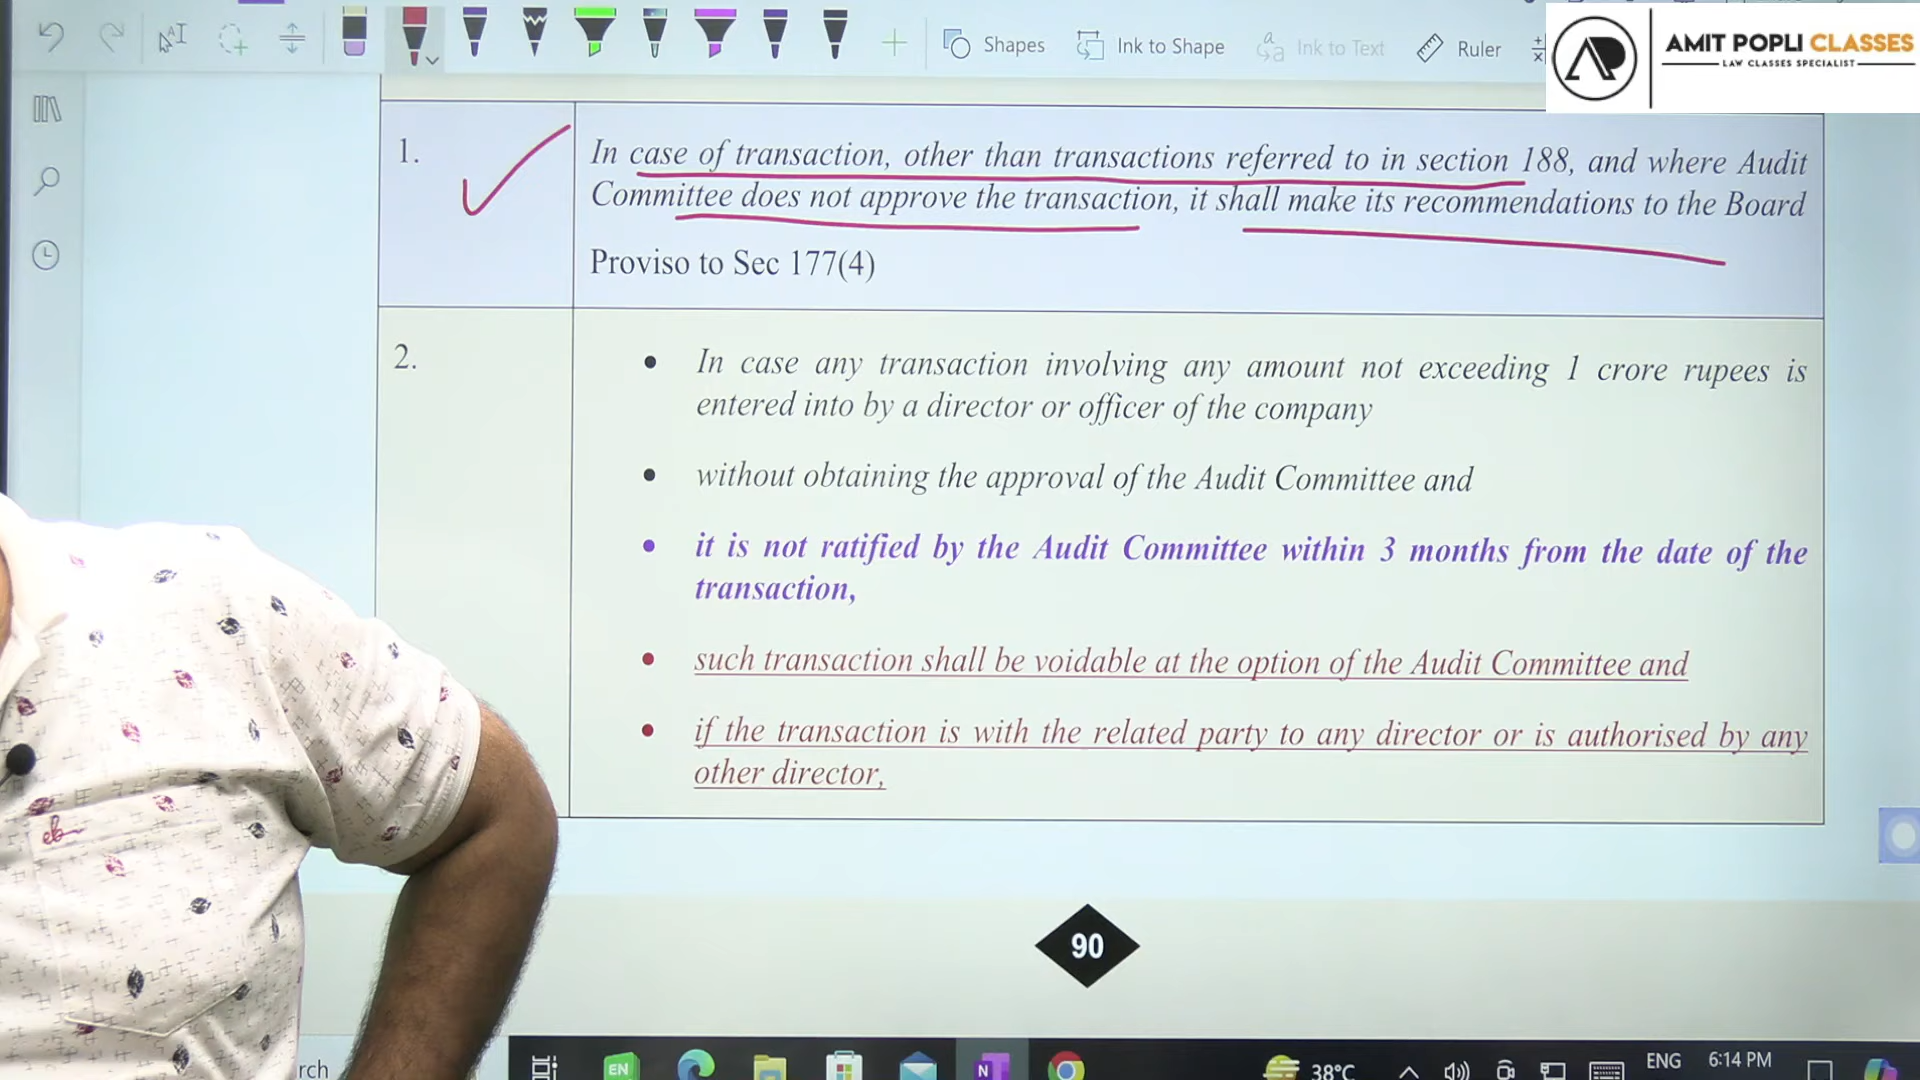 Shapes
Ink to Shape
Ink to Text
Ruler
AMIT POPLI CLASSES
LAW CLASSES SPECIALIST
1.
In case of transaction, other than transactions referred to in section 188, and where Audit
Committee does not approve the transaction, it shall make its recommendations to the Board
Proviso to Sec 177(4)
2.
• In case any transaction involving any amount not exceeding 1 crore rupees is
entered into by a director or officer of the company
• without obtaining the approval of the Audit Committee and
• it is not ratified by the Audit Committee within 3 months from the date of the
transaction,
• such transaction shall be voidable at the option of the Audit Committee and
• if the transaction is with the related party to any director or is authorised by any
other director,
90
rch
EN
N
38°C
ENG
6:14 PM